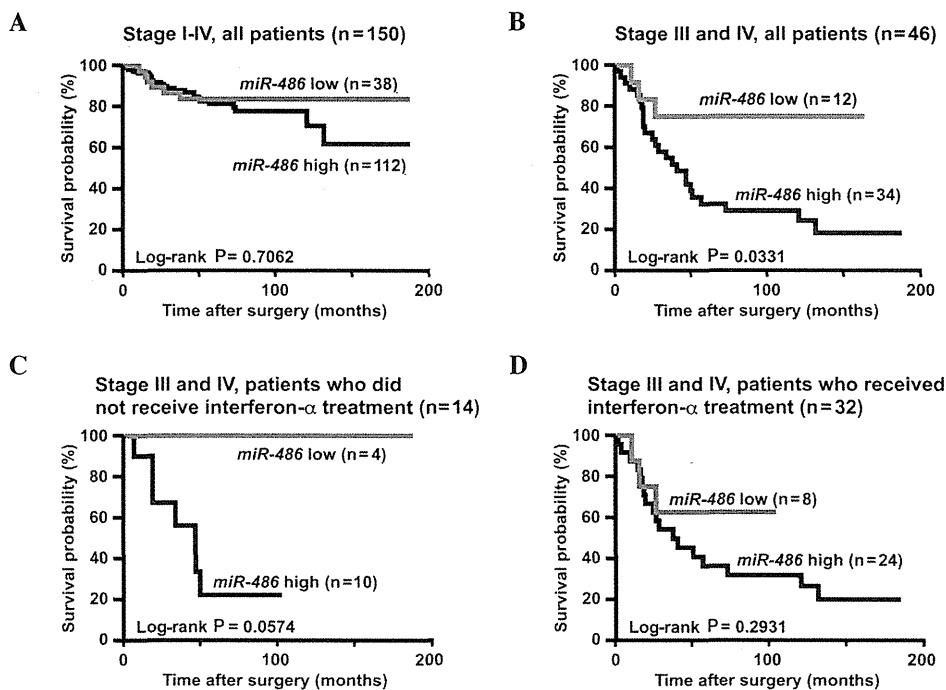 A
Stage I-IV, all patients (n=150)
Survival probability (%)
100
80
60
40
20
0
miR-486 low (n=38)
miR-486 high (n=112)
Log-rank P= 0.7062
0 100 200
Time after surgery (months)
B
Stage III and IV, all patients (n=46)
Survival probability (%)
100
80
60
40
20
0
miR-486
low (n=12)
miR-486 high (n=34)
Log-rank P= 0.0331
0 100 200
Time after surgery (months)
C
Stage III and IV, patients who did
not receive interferon-α treatment (n=14)
Survival probability (%)
100
80
60
40
20
0
miR-486 low (n=4)
miR-486 high (n=10)
Log-rank P = 0.0574
0 100 200
Time after surgery (months)
D
Stage III and IV, patients who received
interferon-α treatment (n=32)
Survival probability (%)
100
80
60
40
20
0
miR-486 low (n=8)
miR-486 high (n=24)
Log-rank P = 0.2931
0 100 200
Time after surgery (months)